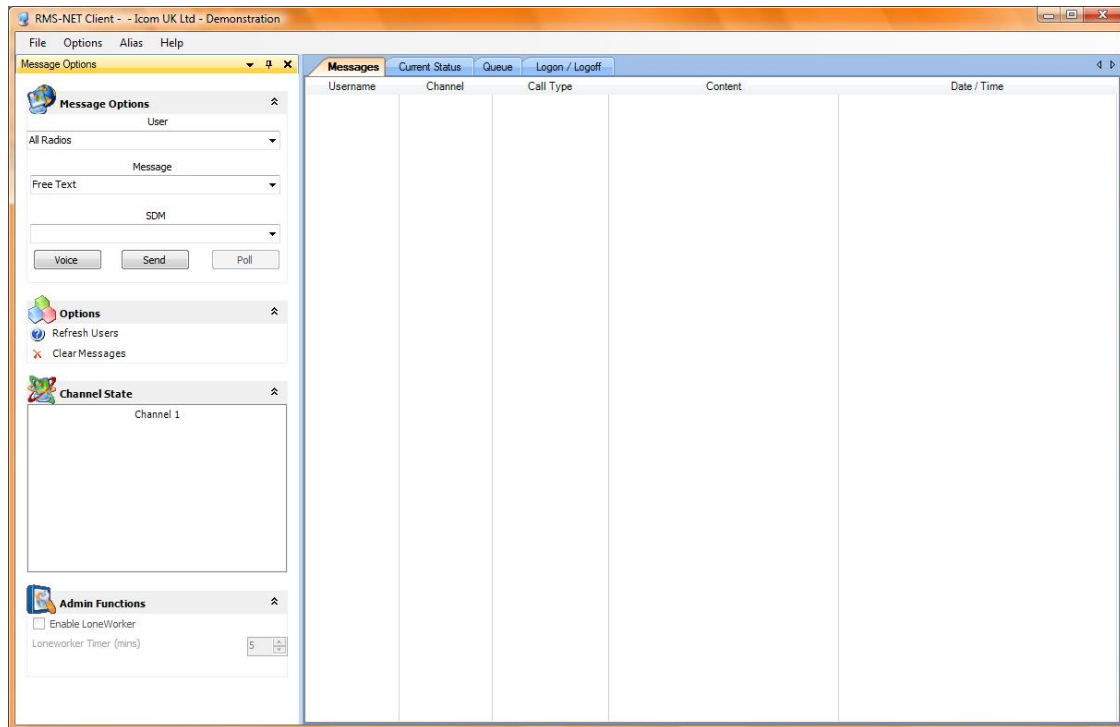 RMS-NET Client - - Icom UK Ltd - Demonstration
File Options Alias Help
Message Options
Messages Current Status Queue Logon / Logoff
Username Channel Call Type Content Date / Time
Message Options
User
All Radios
Message
Free Text
SDM
Voice Send Poll
Options
Refresh Users
Clear Messages
Channel State
Channel 1
Admin Functions
Enable LoneWorker
Loneworker Timer (mins) 5